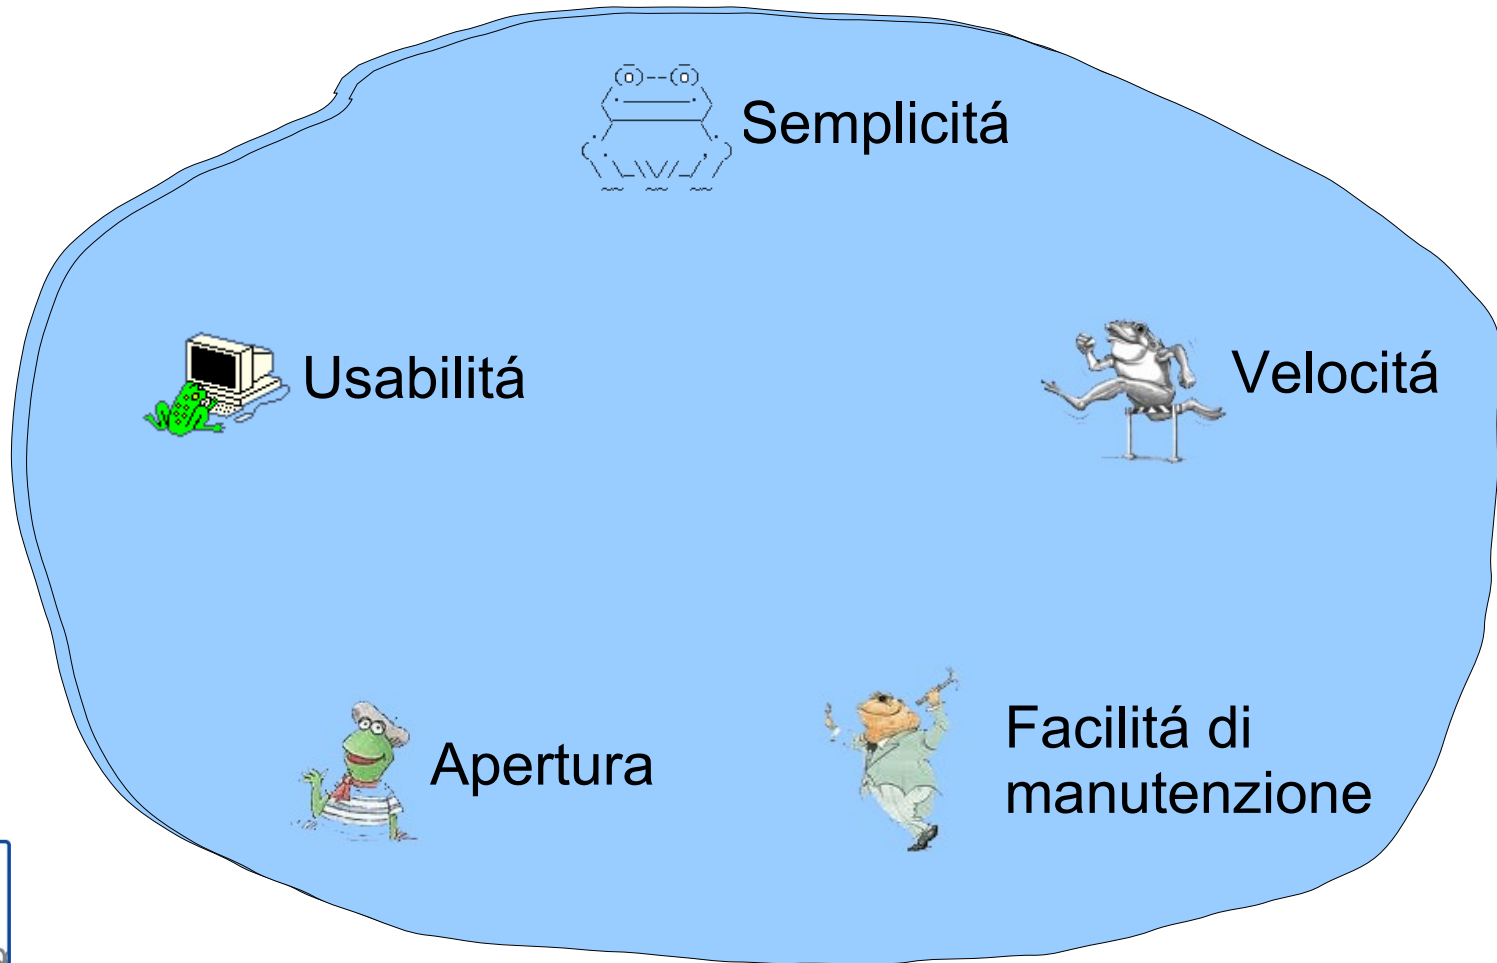 Semplicitá
Usabilitá
Velocitá
Apertura
Facilitá di
manutenzione